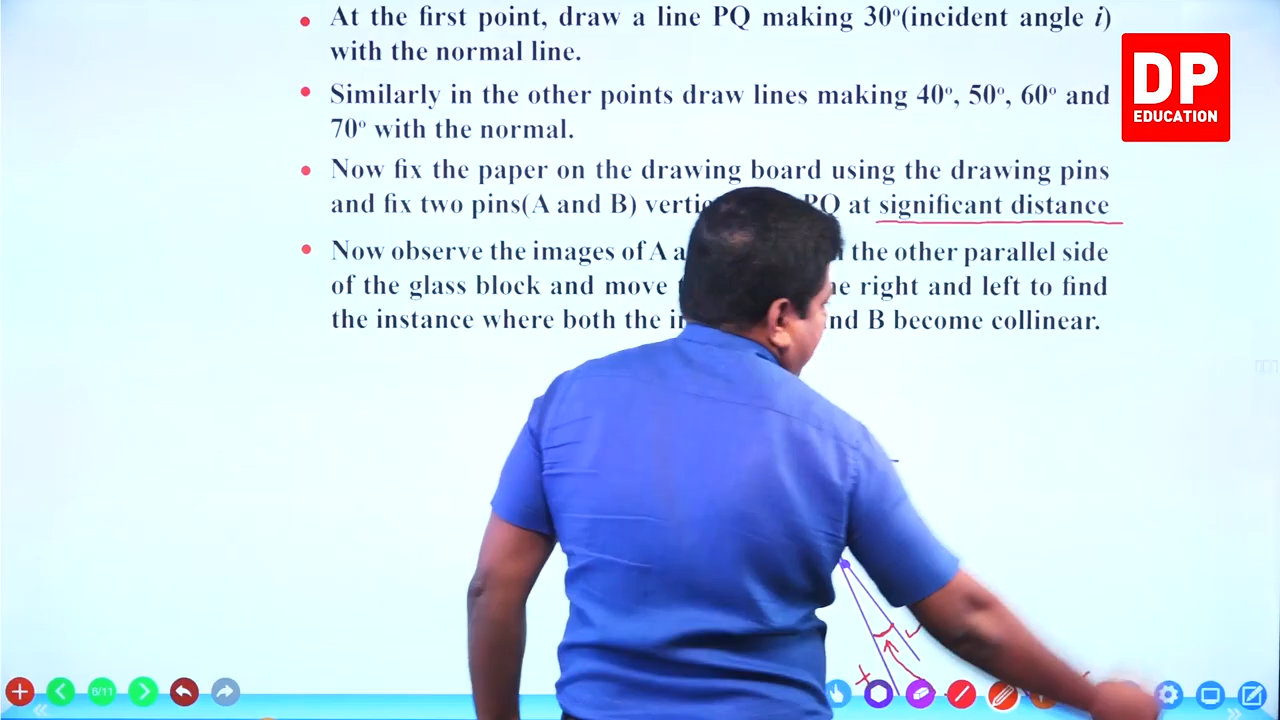 At the first point, draw a line PQ making 30°(incident angle i)
with the normal line.
Similarly in the other points draw lines making 40°, 50°, 60° and
70° with the normal.
Now fix the paper on the drawing board using the drawing pins
and fix two pins(A and B) PQ at significant distance
Now observe the images of A the other parallel side
of the glass block and move right and left to find
the instance where both the B become collinear.
DP
EDUCATION
6/11